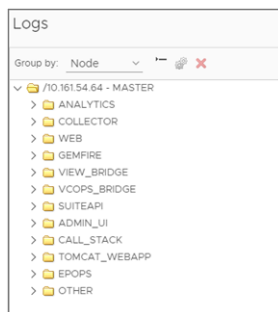 Logs
Group by: Node
/10.161.54.64 - MASTER
ANALYTICS
COLLECTOR
WEB
GEMFIRE
VIEW_BRIDGE
VCOPS_BRIDGE
SUITEAPI
ADMIN_UI
CALL_STACK
TOMCAT_WEBAPP
EPOPS
OTHER